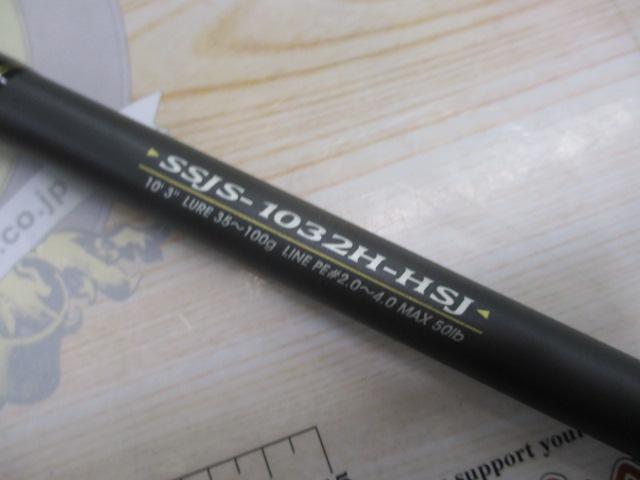 SSJS-1032H-HSJ
10' 3" LURE 35~100g LINE PE#2.0~4.0 MAX 50lb
.co.jp
support your